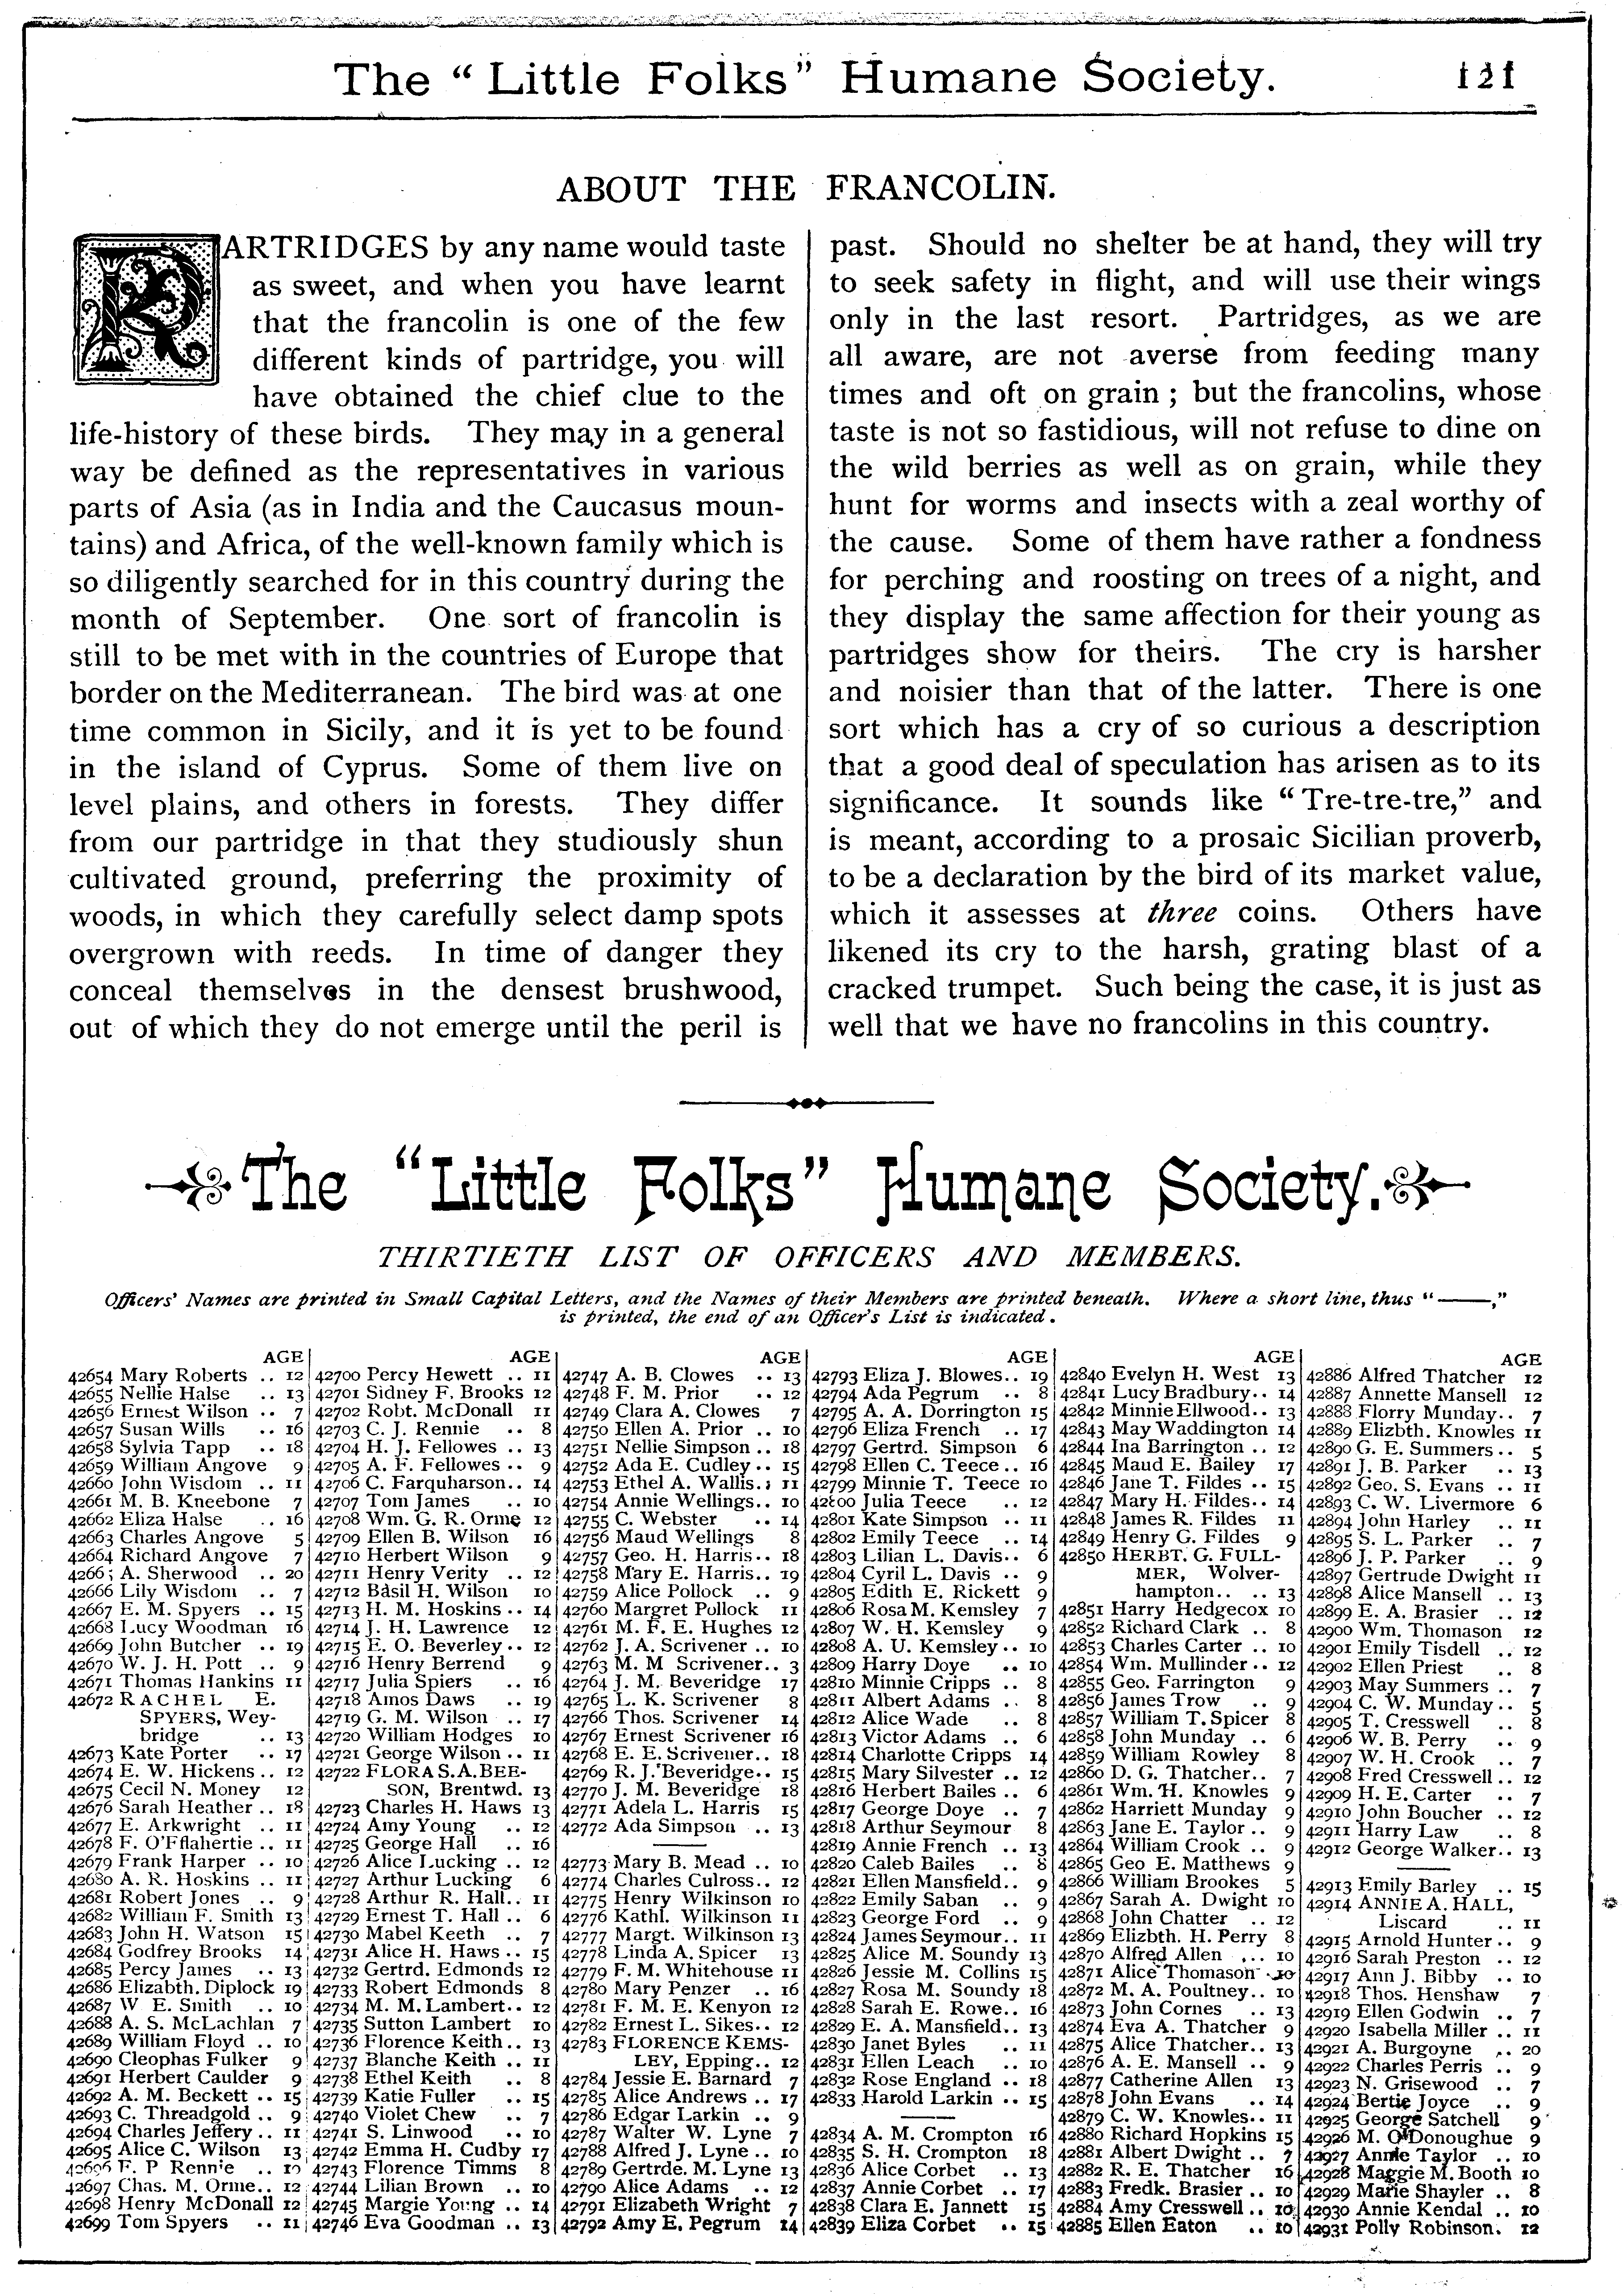 The “Little Folks” Humane Society. 121
ABOUT THE FRANCOLIN.
PARTRIDGES by any name would taste
as sweet, and when you have learnt
that the francolin is one of the few
different kinds of partridge, you will
have obtained the chief clue to the
life-history of these birds. They may in a general
way be defined as the representatives in various
parts of Asia (as in India and the Caucasus moun-
tains) and Africa, of the well-known family which is
so diligently searched for in this country during the
month of September. One sort of francolin is
still to be met with in the countries of Europe that
border on the Mediterranean. The bird was at one
time common in Sicily, and it is yet to be found
in the island of Cyprus. Some of them live on
level plains, and others in forests. They differ
from our partridge in that they studiously shun
cultivated ground, preferring the proximity of
woods, in which they carefully select damp spots
overgrown with reeds. In time of danger they
conceal themselves in the densest brushwood,
out of which they do not emerge until the peril is
past. Should no shelter be at hand, they will try
to seek safety in flight, and will use their wings
only in the last resort. Partridges, as we are
all aware, are not averse from feeding many
times and oft on grain; but the francolins, whose
taste is not so fastidious, will not refuse to dine on
the wild berries as well as on grain, while they
hunt for worms and insects with a zeal worthy of
the cause. Some of them have rather a fondness
for perching and roosting on trees of a night, and
they display the same affection for their young as
partridges show for theirs. The cry is harsher
and noisier than that of the latter. There is one
sort which has a cry of so curious a description
that a good deal of speculation has arisen as to its
significance. It sounds like “Tre-tre-tre,” and
is meant, according to a prosaic Sicilian proverb,
to be a declaration by the bird of its market value,
which it assesses at three coins. Others have
likened its cry to the harsh, grating blast of a
cracked trumpet. Such being the case, it is just as
well that we have no francolins in this country.
The “Little Folks” Humane Society.
THIRTIETH LIST OF OFFICERS AND MEMBERS.
Officers' Names are printed in Small Capital Letters, and the Names of their Members are printed beneath. Where a short line, thus “——,”
is printed, the end of an Officer's List is indicated.
AGE
42654 Mary Roberts .. 12
42655 Nellie Halse .. 13
42656 Ernest Wilson .. 7
42657 Susan Wills .. 16
42658 Sylvia Tapp .. 18
42659 William Angove 9
42660 John Wisdom .. 11
42661 M. B. Kneebone 7
42662 Eliza Halse .. 16
42663 Charles Angove 5
42664 Richard Angove 7
42665 A. Sherwood .. 20
42666 Lily Wisdom .. 7
42667 E. M. Spyers .. 15
42668 Lucy Woodman 16
42669 John Butcher .. 19
42670 W. J. H. Pott .. 9
42671 Thomas Hankins 11
42672 RACHEL E.
SPYERS, Wey-
bridge .. 13
42673 Kate Porter .. 17
42674 E. W. Hickens .. 12
42675 Cecil N. Money 12
42676 Sarah Heather .. 18
42677 E. Arkwright .. 11
42678 F. O'Fflahertie .. 11
42679 Frank Harper .. 10
42680 A. R. Hoskins .. 11
42681 Robert Jones .. 9
42682 William F. Smith 13
42683 John H. Watson 15
42684 Godfrey Brooks 14
42685 Percy James .. 13
42686 Elizabth. Diplock 19
42687 W E. Smith .. 10
42688 A. S. McLachlan 7
42689 William Floyd .. 10
42690 Cleophas Fulker 9
42691 Herbert Caulder 9
42692 A. M. Beckett .. 15
42693 C. Threadgold .. 9
42694 Charles Jeffery .. 11
42695 Alice C. Wilson 13
42696 F. P Rennie ..
42697 Chas. M. Orme.. 12
42698 Henry McDonall 12
42699 Tom Spyers .. 11
AGE
42700 Percy Hewett .. 11
42701 Sidney F. Brooks 12
42702 Robt. McDonall 11
42703 C. J. Rennie .. 8
42704 H. J. Fellowes .. 13
42705 A. F. Fellowes .. 9
42706 C. Farquharson.. 14
42707 Tom James .. 10
42708 Wm. G. R. Orme 12
42709 Ellen B. Wilson 16
42710 Herbert Wilson 9
42711 Henry Verity .. 12
42712 Basil H. Wilson 10
42713 H. M. Hoskins .. 14
42714 J. H. Lawrence 12
42715 E. O. Beverley .. 12
42716 Henry Berrend 9
42717 Julia Spiers .. 16
42718 Amos Daws .. 19
42719 G. M. Wilson .. 17
42720 William Hodges 10
42721 George Wilson .. 11
42722 FLORA S.A. BEE-
SON, Brentwd. 13
42723 Charles H. Haws 13
42724 Amy Young .. 12
42725 George Hall .. 16
42726 Alice Lucking .. 12
42727 Arthur Lucking 6
42728 Arthur R. Hall.. 11
42729 Ernest T. Hall .. 6
42730 Mabel Keeth .. 7
42731 Alice H. Haws .. 15
42732 Gertrd. Edmonds 12
42733 Robert Edmonds 8
42734 M. M. Lambert.. 12
42735 Sutton Lambert 10
42736 Florence Keith.. 13
42737 Blanche Keith .. 11
42738 Ethel Keith .. 8
42739 Katie Fuller .. 15
42740 Violet Chew .. 7
42741 S. Linwood .. 10
42742 Emma H. Cudby 17
42743 Florence Timms 8
42744 Lilian Brown .. 10
42745 Margie Young .. 14
42746 Eva Goodman .. 13
AGE
42747 A. B. Clowes .. 13
42748 F. M. Prior .. 12
42749 Clara A. Clowes 7
42750 Ellen A. Prior .. 10
42751 Nellie Simpson .. 18
42752 Ada E. Cudley .. 15
42753 Ethel A. Wallis.. 11
42754 Annie Wellings.. 10
42755 C. Webster .. 14
42756 Maud Wellings 8
42757 Geo. H. Harris.. 18
42758 Mary E. Harris.. 19
42759 Alice Pollock .. 9
42760 Margret Pollock 11
42761 M. F. E. Hughes 12
42762 J. A. Scrivener .. 10
42763 M. M Scrivener.. 3
42764 J. M. Beveridge 17
42765 L. K. Scrivener 8
42766 Thos. Scrivener 14
42767 Ernest Scrivener 16
42768 E. E. Scrivener.. 18
42769 R. J. Beveridge.. 15
42770 J. M. Beveridge 18
42771 Adela L. Harris 15
42772 Ada Simpson .. 13
42773 Mary B. Mead .. 10
42774 Charles Culross.. 12
42775 Henry Wilkinson 10
42776 Kathl. Wilkinson 11
42777 Margt. Wilkinson 13
42778 Linda A. Spicer 13
42779 F. M. Whitehouse 11
42780 Mary Penzer .. 16
42781 F. M. E. Kenyon 12
42782 Ernest L. Sikes.. 12
42783 FLORENCE KEMS-
LEY, Epping.. 12
42784 Jessie E. Barnard 7
42785 Alice Andrews .. 17
42786 Edgar Larkin .. 9
42787 Walter W. Lyne 7
42788 Alfred J. Lyne .. 10
42789 Gertrde. M. Lyne 13
42790 Alice Adams .. 12
42791 Elizabeth Wright 7
42792 Amy E. Pegrum 14
AGE
42793 Eliza J. Blowes.. 19
42794 Ada Pegrum .. 8
42795 A. A. Dorrington 15
42796 Eliza French .. 17
42797 Gertrd. Simpson 6
42798 Ellen C. Teece .. 16
42799 Minnie T. Teece 10
42800 Julia Teece .. 12
42801 Kate Simpson .. 11
42802 Emily Teece .. 14
42803 Lilian L. Davis.. 6
42804 Cyril L. Davis .. 9
42805 Edith E. Rickett 9
42806 Rosa M. Kemsley 7
42807 W. H. Kemsley 9
42808 A. U. Kemsley .. 10
42809 Harry Doye .. 10
42810 Minnie Cripps .. 8
42811 Albert Adams .. 8
42812 Alice Wade .. 8
42813 Victor Adams .. 6
42814 Charlotte Cripps 14
42815 Mary Silvester .. 12
42816 Herbert Bailes .. 6
42817 George Doye .. 7
42818 Arthur Seymour 8
42819 Annie French .. 13
42820 Caleb Bailes .. 8
42821 Ellen Mansfield.. 9
42822 Emily Saban .. 9
42823 George Ford .. 9
42824 James Seymour.. 11
42825 Alice M. Soundy 13
42826 Jessie M. Collins 15
42827 Rosa M. Soundy 18
42828 Sarah E. Rowe.. 16
42829 E. A. Mansfield.. 13
42830 Janet Byles .. 11
42831 Ellen Leach .. 10
42832 Rose England .. 18
42833 Harold Larkin .. 15
42834 A. M. Crompton 16
42835 S. H. Crompton 18
42836 Alice Corbet .. 13
42837 Annie Corbet .. 17
42838 Clara E. Jannett 15
42839 Eliza Corbet .. 15
AGE
42840 Evelyn H. West 13
42841 Lucy Bradbury.. 14
42842 Minnie Ellwood.. 13
42843 May Waddington 14
42844 Ina Barrington .. 12
42845 Maud E. Bailey 17
42846 Jane T. Fildes .. 15
42847 Mary H. Fildes.. 14
42848 James R. Fildes 11
42849 Henry G. Fildes 9
42850 HERBT. G. FULL-
MER, Wolver-
hampton.. .. 13
42851 Harry Hedgecox 10
42852 Richard Clark .. 8
42853 Charles Carter .. 10
42854 Wm. Mullinder .. 12
42855 Geo. Farrington 9
42856 James Trow .. 9
42857 William T. Spicer 8
42858 John Munday .. 6
42859 William Rowley 8
42860 D. G. Thatcher.. 7
42861 Wm. H. Knowles 9
42862 Harriett Munday 9
42863 Jane E. Taylor .. 9
42864 William Crook .. 9
42865 Geo E. Matthews 9
42866 William Brookes 5
42867 Sarah A. Dwight 10
42868 John Chatter .. 12
42869 Elizbth. H. Perry 8
42870 Alfred Allen ... 10
42871 Alice Thomason .. 10
42872 M. A. Poultney.. 10
42873 John Cornes .. 13
42874 Eva A. Thatcher 9
42875 Alice Thatcher.. 13
42876 A. E. Mansell .. 9
42877 Catherine Allen 13
42878 John Evans .. 14
42879 C. W. Knowles.. 11
42880 Richard Hopkins 15
42881 Albert Dwight .. 7
42882 R. E. Thatcher 16
42883 Fredk. Brasier .. 10
42884 Amy Cresswell .. 10
42885 Ellen Eaton .. 10
AGE
42886 Alfred Thatcher 12
42887 Annette Mansell 12
42888 Florry Munday.. 7
42889 Elizbth. Knowles 11
42890 G. E. Summers .. 5
42891 J. B. Parker .. 13
42892 Geo. S. Evans .. 11
42893 C. W. Livermore 6
42894 John Harley .. 11
42895 S. L. Parker .. 7
42896 J. P. Parker .. 9
42897 Gertrude Dwight 11
42898 Alice Mansell .. 13
42899 E. A. Brasier .. 12
42900 Wm. Thomason 12
42901 Emily Tisdell .. 12
42902 Ellen Priest .. 8
42903 May Summers .. 7
42904 C. W. Munday .. 5
42905 T. Cresswell .. 8
42906 W. B. Perry .. 9
42907 W. H. Crook .. 7
42908 Fred Cresswell .. 12
42909 H. E. Carter .. 7
42910 John Boucher .. 12
42911 Harry Law .. 8
42912 George Walker.. 13
42913 Emily Barley .. 15
42914 ANNIE A. HALL,
Liscard .. 11
42915 Arnold Hunter .. 9
42916 Sarah Preston .. 12
42917 Ann J. Bibby .. 10
42918 Thos. Henshaw 7
42919 Ellen Godwin .. 7
42920 Isabella Miller .. 11
42921 A. Burgoyne .. 20
42922 Charles Perris .. 9
42923 N. Grisewood .. 7
42924 Bertie Joyce .. 9
42925 George Satchell 9
42926 M. O'Donoughue 9
42927 Annie Taylor .. 10
42928 Maggie M. Booth 10
42929 Marie Shayler .. 8
42930 Annie Kendal .. 10
42931 Polly Robinson. 12